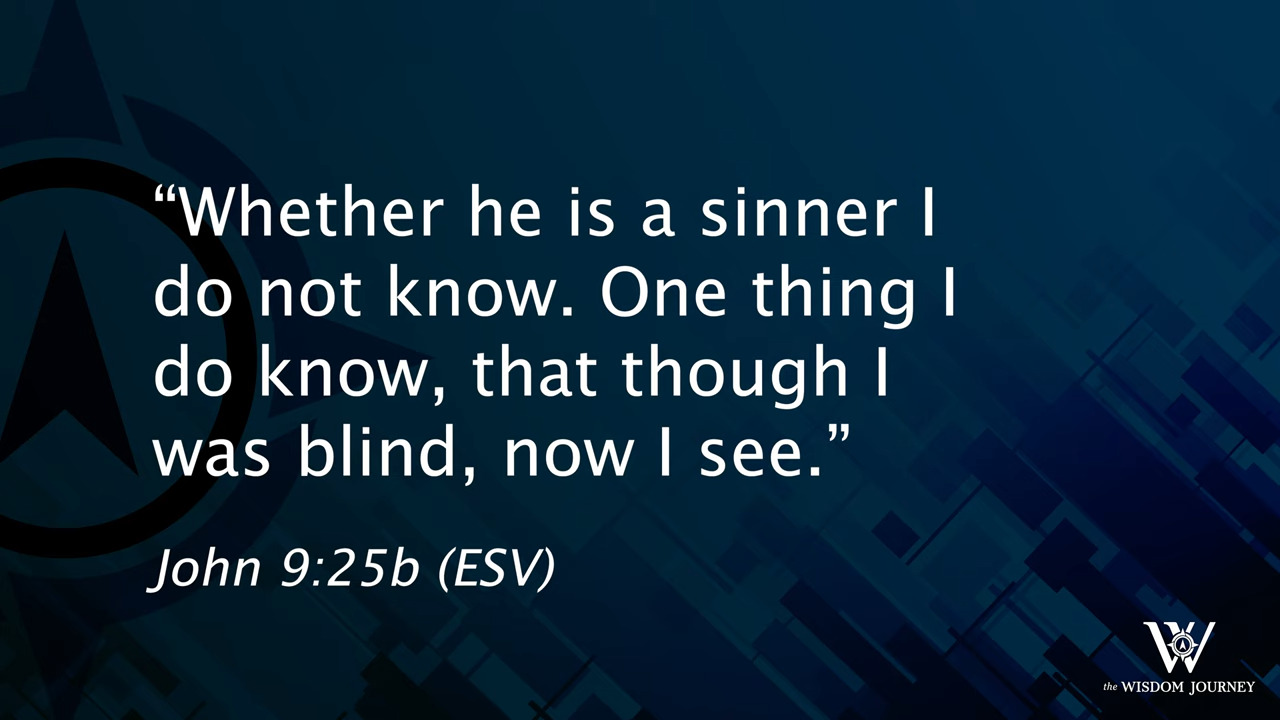 “Whether he is a sinner I
do not know. One thing I
do know, that though I
was blind, now I see.”
John 9:25b (ESV)
W
the WISDOM JOURNEY